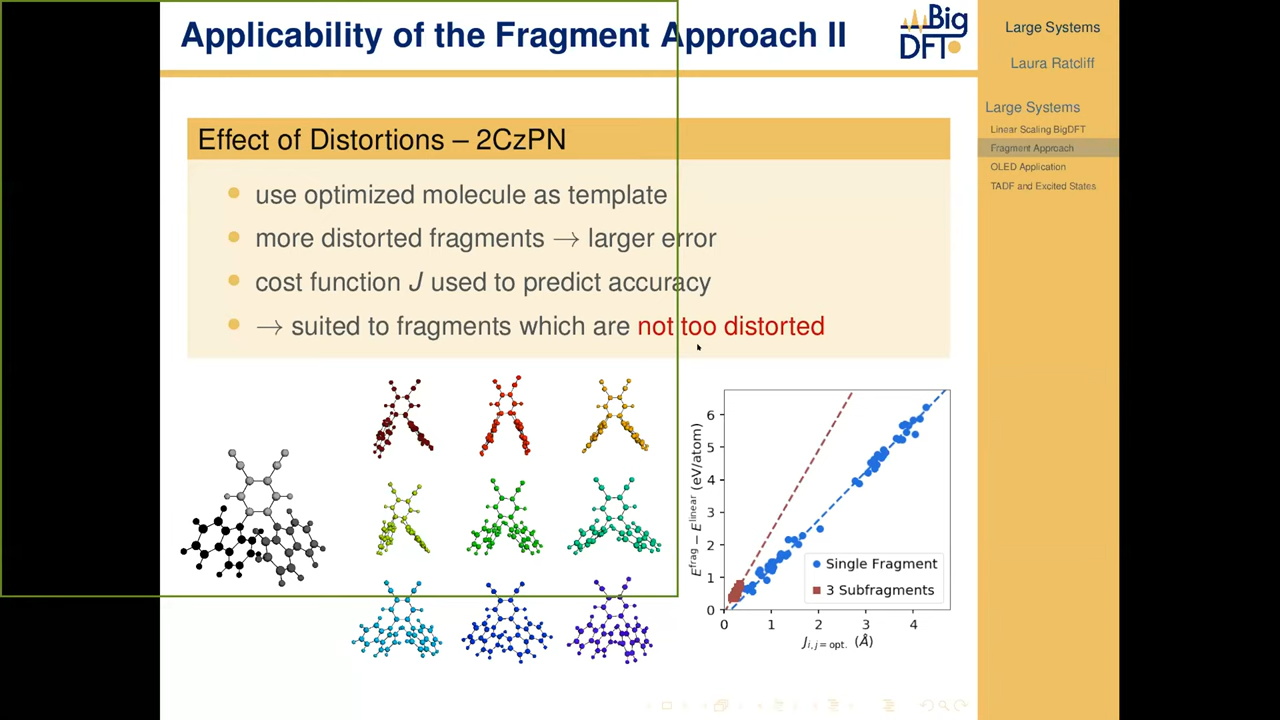 Applicability of the Fragment Approach II
Big
DFT
Large Systems
Laura Ratcliff
Large Systems
Linear Scaling BigDFT
Fragment Approach
OLED Application
TADF and Excited States
Effect of Distortions – 2CzPN
use optimized molecule as template
more distorted fragments → larger error
cost function J used to predict accuracy
→ suited to fragments which are not too distorted
E^frag − E^linear (eV/atom)
6
5
4
3
2
1
0
Single Fragment
3 Subfragments
0 1 2 3 4
J_{i,j=opt.} (Å)